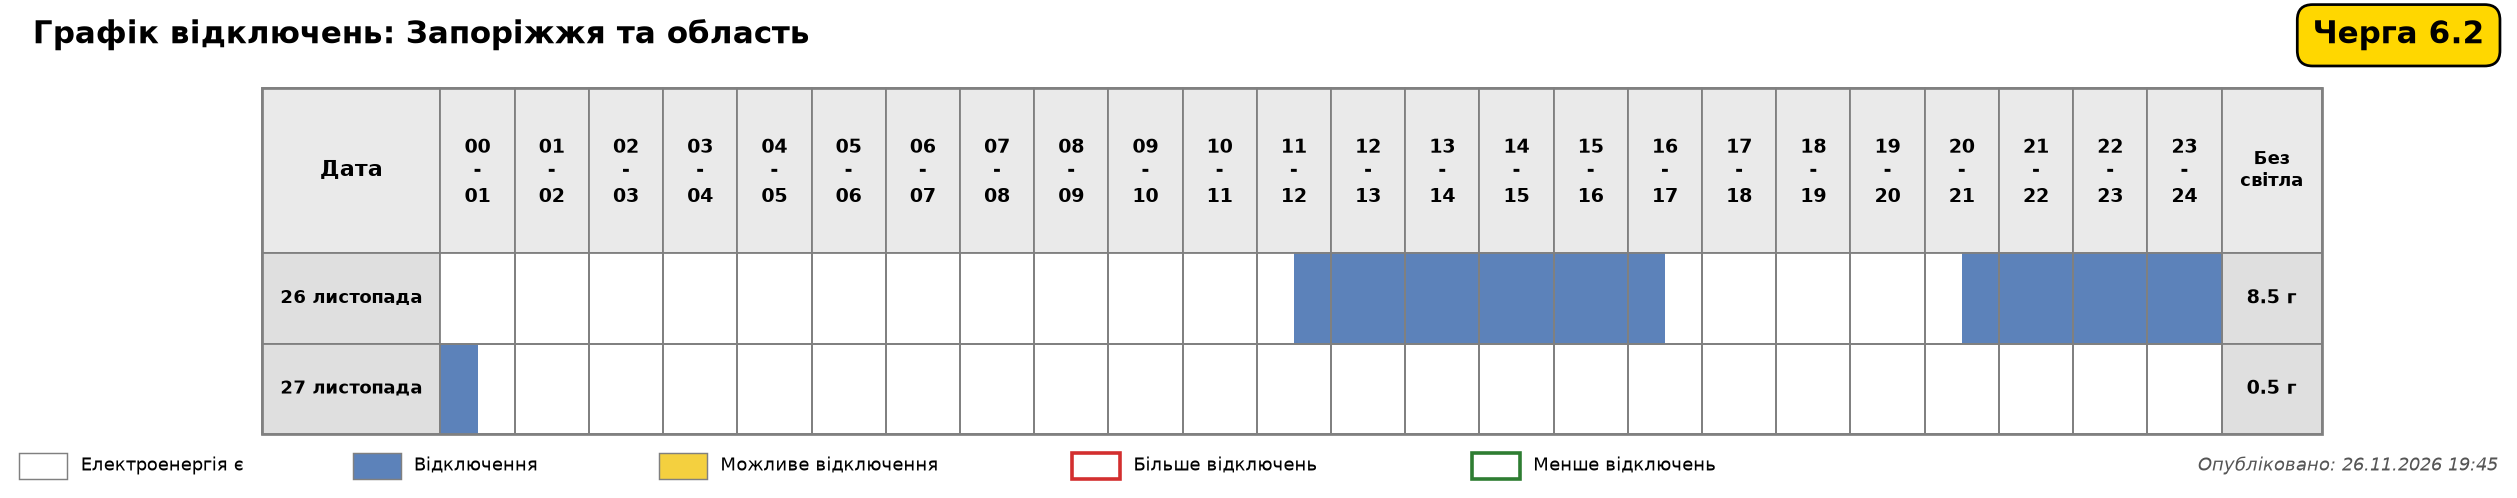 Графік відключень: Запоріжжя та область
Черга 6.2
Дата 00 - 01 01 - 02 02 - 03 03 - 04 04 - 05 05 - 06 06 - 07 07 - 08 08 - 09 09 - 10 10 - 11 11 - 12 12 - 13 13 - 14 14 - 15 15 - 16 16 - 17 17 - 18 18 - 19 19 - 20 20 - 21 21 - 22 22 - 23 23 - 24 Без світла
26 листопада 8.5 г
27 листопада 0.5 г
Електроенергія є Відключення Можливе відключення Більше відключень Менше відключень
Опубліковано: 26.11.2026 19:45